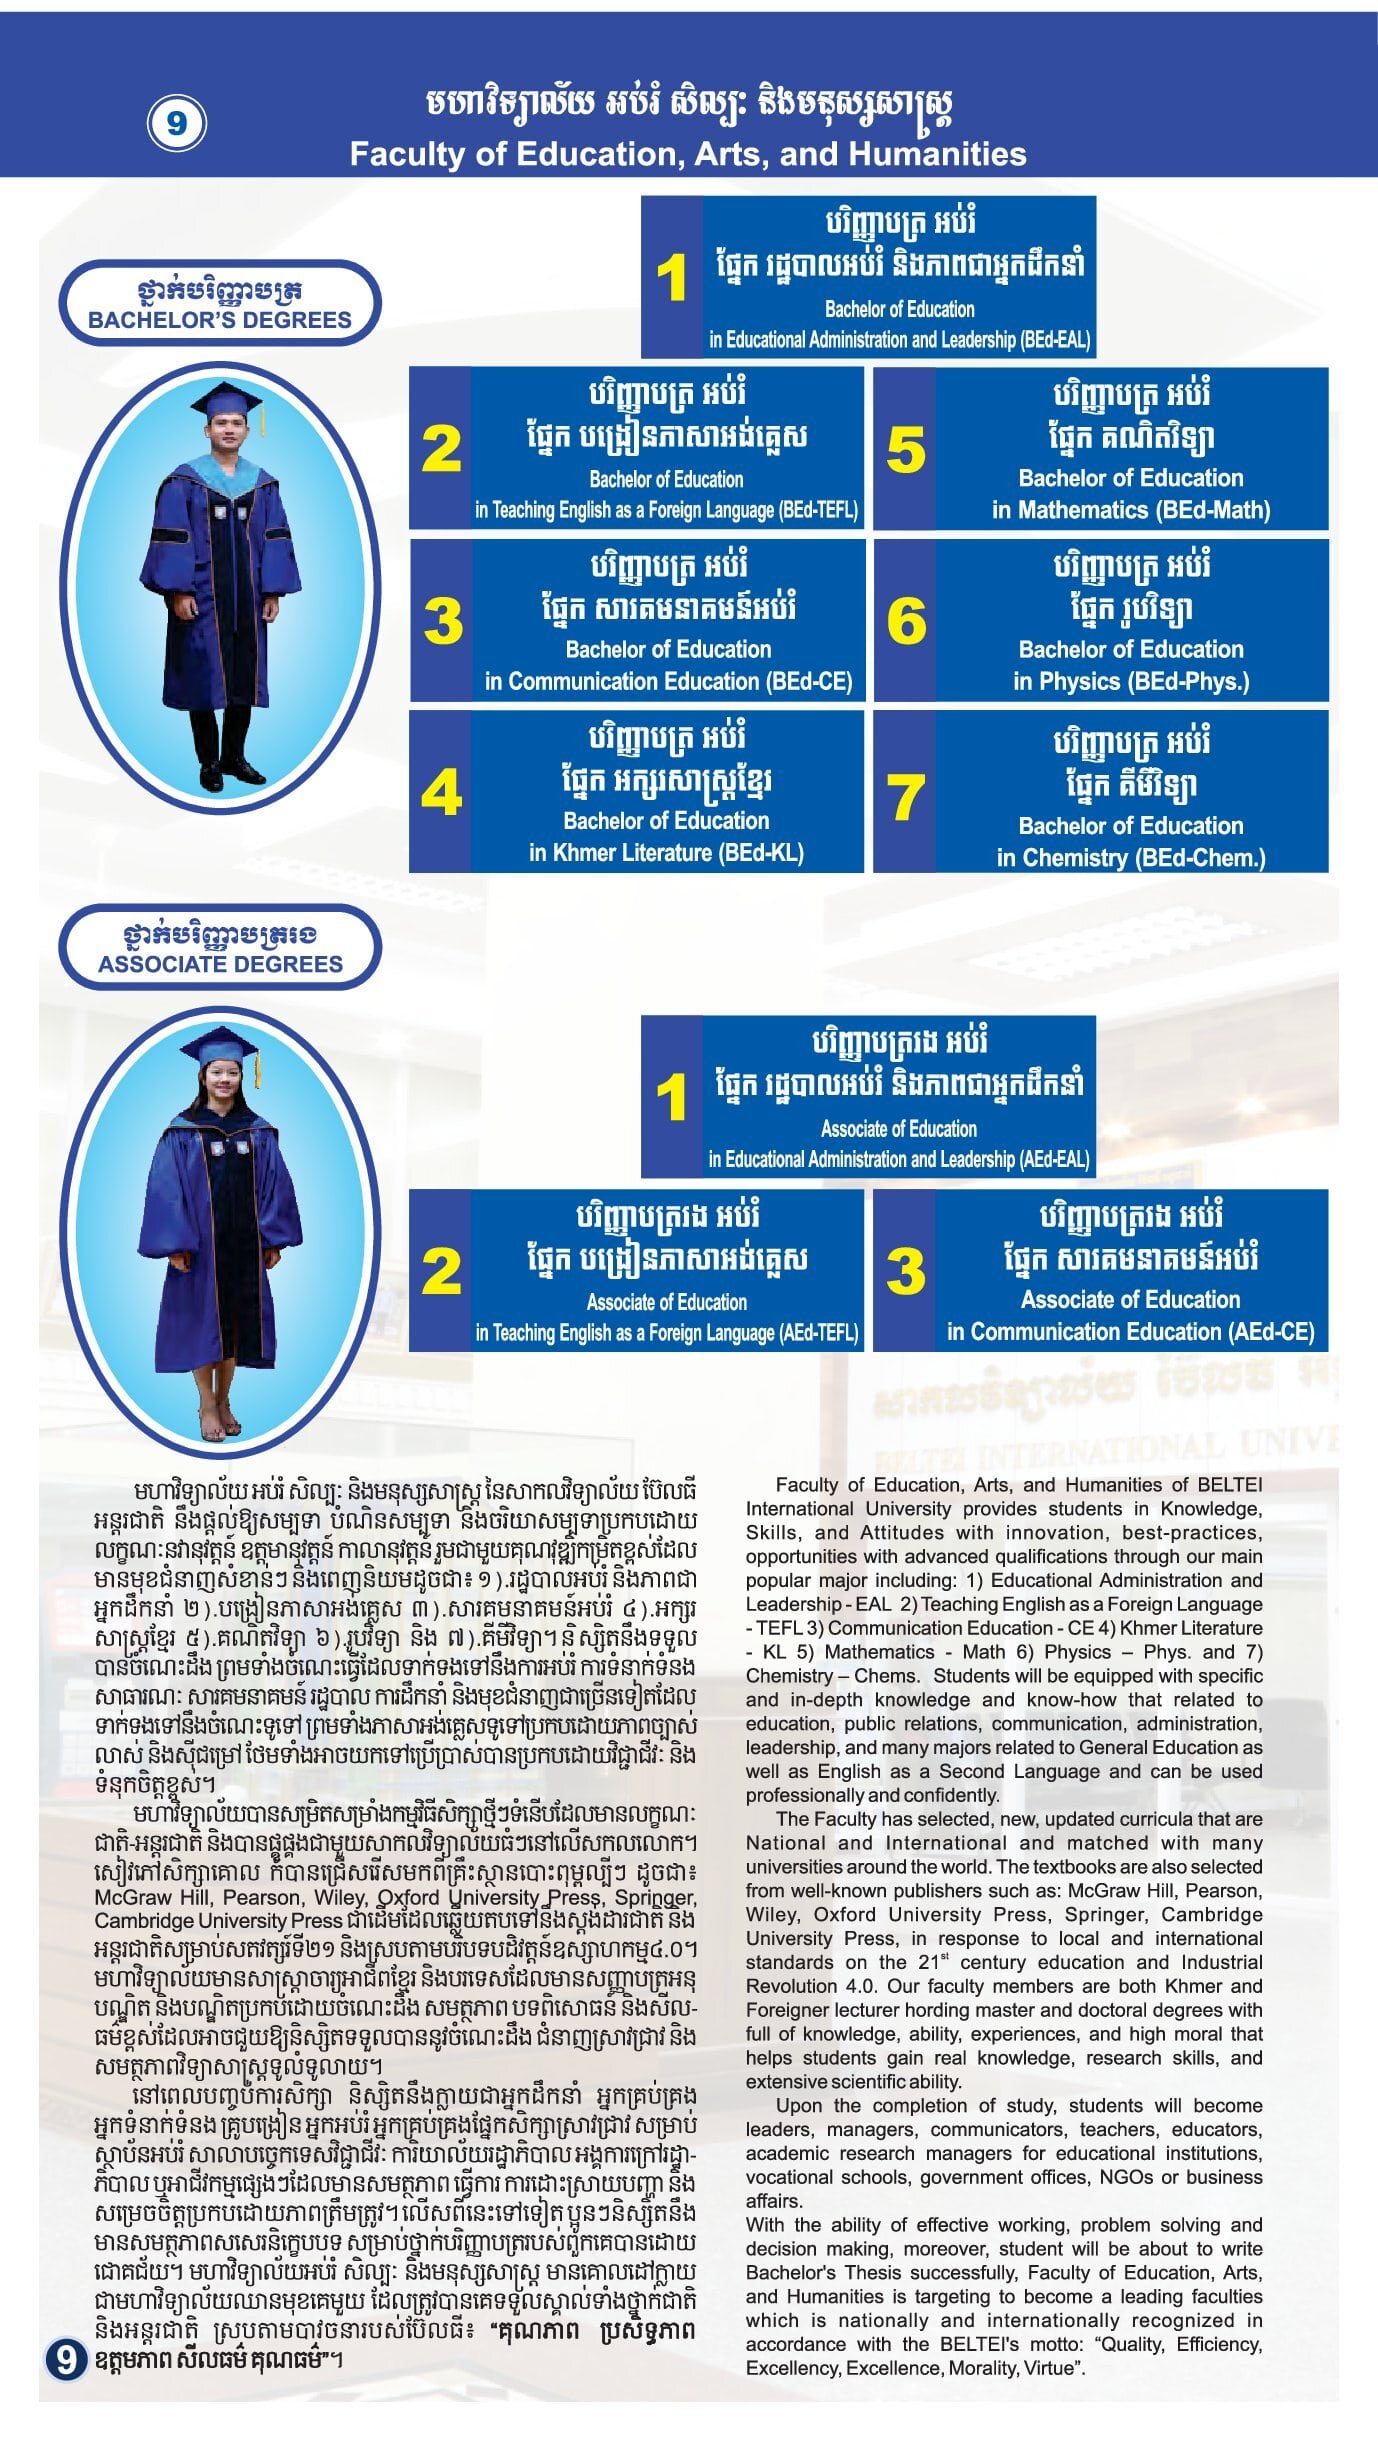 9
មហាវិទ្យាល័យ អប់រំ សិល្បៈ និងមនុស្សសាស្ត្រ
Faculty of Education, Arts, and Humanities
ថ្នាក់បរិញ្ញាបត្រ
BACHELOR'S DEGREES
1
បរិញ្ញាបត្រ អប់រំ
ផ្នែក រដ្ឋបាលអប់រំ និងភាពជាអ្នកដឹកនាំ
Bachelor of Education
in Educational Administration and Leadership (BEd-EAL)
2
បរិញ្ញាបត្រ អប់រំ
ផ្នែក បង្រៀនភាសាអង់គ្លេស
Bachelor of Education
in Teaching English as a Foreign Language (BEd-TEFL)
3
បរិញ្ញាបត្រ អប់រំ
ផ្នែក សារគមនាគមន៍អប់រំ
Bachelor of Education
in Communication Education (BEd-CE)
4
បរិញ្ញាបត្រ អប់រំ
ផ្នែក អក្សរសាស្ត្រខ្មែរ
Bachelor of Education
in Khmer Literature (BEd-KL)
5
បរិញ្ញាបត្រ អប់រំ
ផ្នែក គណិតវិទ្យា
Bachelor of Education
in Mathematics (BEd-Math)
6
បរិញ្ញាបត្រ អប់រំ
ផ្នែក រូបវិទ្យា
Bachelor of Education
in Physics (BEd-Phys.)
7
បរិញ្ញាបត្រ អប់រំ
ផ្នែក គីមីវិទ្យា
Bachelor of Education
in Chemistry (BEd-Chem.)
ថ្នាក់បរិញ្ញាបត្ររង
ASSOCIATE DEGREES
1
បរិញ្ញាបត្ររង អប់រំ
ផ្នែក រដ្ឋបាលអប់រំ និងភាពជាអ្នកដឹកនាំ
Associate of Education
in Educational Administration and Leadership (AEd-EAL)
2
បរិញ្ញាបត្ររង អប់រំ
ផ្នែក បង្រៀនភាសាអង់គ្លេស
Associate of Education
in Teaching English as a Foreign Language (AEd-TEFL)
3
បរិញ្ញាបត្ររង អប់រំ
ផ្នែក សារគមនាគមន៍អប់រំ
Associate of Education
in Communication Education (AEd-CE)
សាកលវិទ្យាល័យ ប៊ែលធី
BELTEI INTERNATIONAL UNIVE
មហាវិទ្យាល័យ អប់រំ សិល្បៈ និងមនុស្សសាស្ត្រ នៃសាកលវិទ្យាល័យ ប៊ែលធី
អន្តរជាតិ នឹងផ្តល់ឱ្យសម្បទា បំណិនសម្បទា និងចរិយាសម្បទាប្រកបដោយ
លក្ខណៈនវានុវត្តន៍ ឧត្តមានុវត្តន៍ កាលានុវត្តន៍ រួមជាមួយគុណវុឌ្ឍិកម្រិតខ្ពស់ដែល
មានមុខជំនាញសំខាន់ៗ និងពេញនិយមដូចជា៖ ១).រដ្ឋបាលអប់រំ និងភាពជា
អ្នកដឹកនាំ ២).បង្រៀនភាសាអង់គ្លេស ៣).សារគមនាគមន៍អប់រំ ៤).អក្សរ
សាស្ត្រខ្មែរ ៥).គណិតវិទ្យា ៦).រូបវិទ្យា និង ៧).គីមីវិទ្យា។ និស្សិតនឹងទទួល
បានចំណេះដឹង ព្រមទាំងចំណេះធ្វើដែលទាក់ទងទៅនឹងការអប់រំ ការទំនាក់ទំនង
សាធារណៈ សារគមនាគមន៍ រដ្ឋបាល ការដឹកនាំ និងមុខជំនាញជាច្រើនទៀតដែល
ទាក់ទងទៅនឹងចំណេះទូទៅ ព្រមទាំងភាសាអង់គ្លេសទូទៅប្រកបដោយភាពច្បាស់
លាស់ និងស៊ីជម្រៅ ថែមទាំងអាចយកទៅប្រើប្រាស់បានប្រកបដោយវិជ្ជាជីវៈ និង
ទំនុកចិត្តខ្ពស់។
មហាវិទ្យាល័យបានសម្រិតសម្រាំងកម្មវិធីសិក្សាថ្មីៗទំនើបដែលមានលក្ខណៈ
ជាតិ-អន្តរជាតិ និងបានផ្គូផ្គងជាមួយសាកលវិទ្យាល័យធំៗនៅលើសកលលោក។
សៀវភៅសិក្សាគោល ក៏បានជ្រើសរើសមកពីគ្រឹះស្ថានបោះពុម្ពល្បីៗ ដូចជា៖
McGraw Hill, Pearson, Wiley, Oxford University Press, Springer,
Cambridge University Press ជាដើមដែលឆ្លើយតបទៅនឹងស្តង់ដារជាតិ និង
អន្តរជាតិសម្រាប់សតវត្សរ៍ទី២១ និងស្របតាមបរិបទបដិវត្តន៍ឧស្សាហកម្ម៤.០។
មហាវិទ្យាល័យមានសាស្ត្រាចារ្យអាជីពខ្មែរ និងបរទេសដែលមានសញ្ញាបត្រអនុ
បណ្ឌិត និងបណ្ឌិតប្រកបដោយចំណេះដឹង សមត្ថភាព បទពិសោធន៍ និងសីល-
ធម៌ខ្ពស់ដែលអាចជួយឱ្យនិស្សិតទទួលបាននូវចំណេះដឹង ជំនាញស្រាវជ្រាវ និង
សមត្ថភាពវិទ្យាសាស្ត្រទូលំទូលាយ។
នៅពេលបញ្ចប់ការសិក្សា និស្សិតនឹងក្លាយជាអ្នកដឹកនាំ អ្នកគ្រប់គ្រង
អ្នកទំនាក់ទំនង គ្រូបង្រៀន អ្នកអប់រំ អ្នកគ្រប់គ្រងផ្នែកសិក្សាស្រាវជ្រាវ សម្រាប់
ស្ថាប័នអប់រំ សាលាបច្ចេកទេសវិជ្ជាជីវៈ ការិយាល័យរដ្ឋាភិបាល អង្គការក្រៅរដ្ឋា-
ភិបាល ឬអាជីវកម្មផ្សេងៗដែលមានសមត្ថភាព ធ្វើការ ការដោះស្រាយបញ្ហា និង
សម្រេចចិត្តប្រកបដោយភាពត្រឹមត្រូវ។ លើសពីនេះទៅទៀត ប្អូនៗនិស្សិតនឹង
មានសមត្ថភាពសរសេរនិក្ខេបបទ សម្រាប់ថ្នាក់បរិញ្ញាបត្ររបស់ពួកគេបានដោយ
ជោគជ័យ។ មហាវិទ្យាល័យអប់រំ សិល្បៈ និងមនុស្សសាស្ត្រ មានគោលដៅក្លាយ
ជាមហាវិទ្យាល័យឈានមុខគេមួយ ដែលត្រូវបានគេទទួលស្គាល់ទាំងថ្នាក់ជាតិ
និងអន្តរជាតិ ស្របតាមបាវចនារបស់ប៊ែលធី៖ “គុណភាព ប្រសិទ្ធភាព
ឧត្តមភាព សីលធម៌ គុណធម៌”។
Faculty of Education, Arts, and Humanities of BELTEI
International University provides students in Knowledge,
Skills, and Attitudes with innovation, best-practices,
opportunities with advanced qualifications through our main
popular major including: 1) Educational Administration and
Leadership - EAL 2) Teaching English as a Foreign Language
- TEFL 3) Communication Education - CE 4) Khmer Literature
- KL 5) Mathematics - Math 6) Physics – Phys. and 7)
Chemistry – Chems. Students will be equipped with specific
and in-depth knowledge and know-how that related to
education, public relations, communication, administration,
leadership, and many majors related to General Education as
well as English as a Second Language and can be used
professionally and confidently.
The Faculty has selected, new, updated curricula that are
National and International and matched with many
universities around the world. The textbooks are also selected
from well-known publishers such as: McGraw Hill, Pearson,
Wiley, Oxford University Press, Springer, Cambridge
University Press, in response to local and international
standards on the 21st century education and Industrial
Revolution 4.0. Our faculty members are both Khmer and
Foreigner lecturer hording master and doctoral degrees with
full of knowledge, ability, experiences, and high moral that
helps students gain real knowledge, research skills, and
extensive scientific ability.
Upon the completion of study, students will become
leaders, managers, communicators, teachers, educators,
academic research managers for educational institutions,
vocational schools, government offices, NGOs or business
affairs.
With the ability of effective working, problem solving and
decision making, moreover, student will be about to write
Bachelor's Thesis successfully, Faculty of Education, Arts,
and Humanities is targeting to become a leading faculties
which is nationally and internationally recognized in
accordance with the BELTEI's motto: “Quality, Efficiency,
Excellency, Excellence, Morality, Virtue”.
9